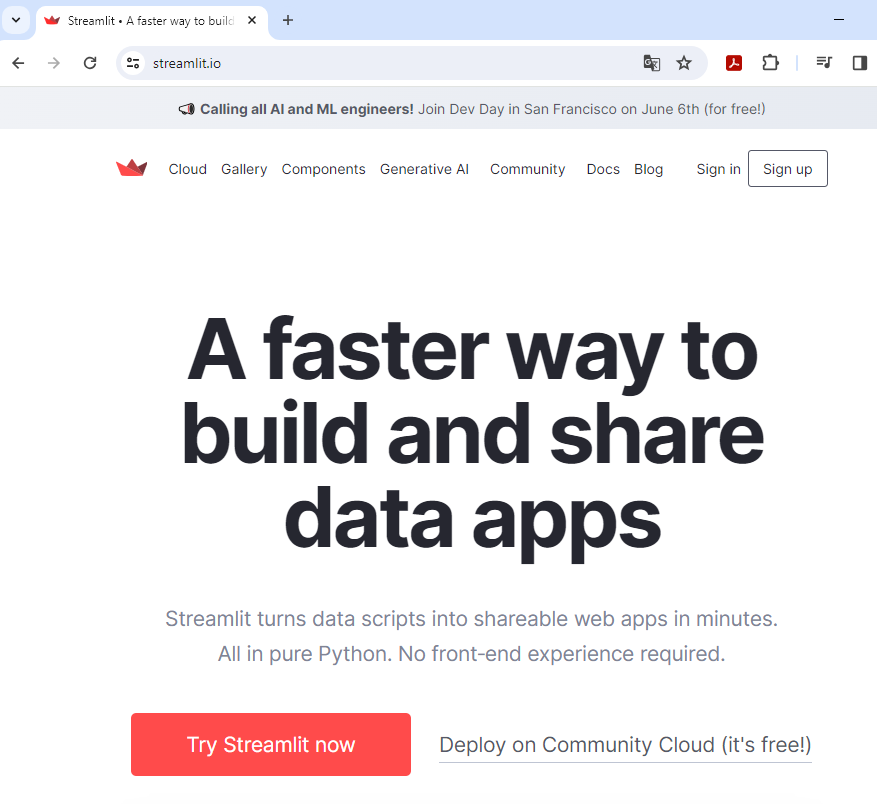 Streamlit • A faster way to build
streamlit.io
Calling all AI and ML engineers! Join Dev Day in San Francisco on June 6th (for free!)
Cloud Gallery Components Generative AI Community Docs Blog Sign in Sign up
A faster way to
build and share
data apps
Streamlit turns data scripts into shareable web apps in minutes.
All in pure Python. No front-end experience required.
Try Streamlit now Deploy on Community Cloud (it's free!)